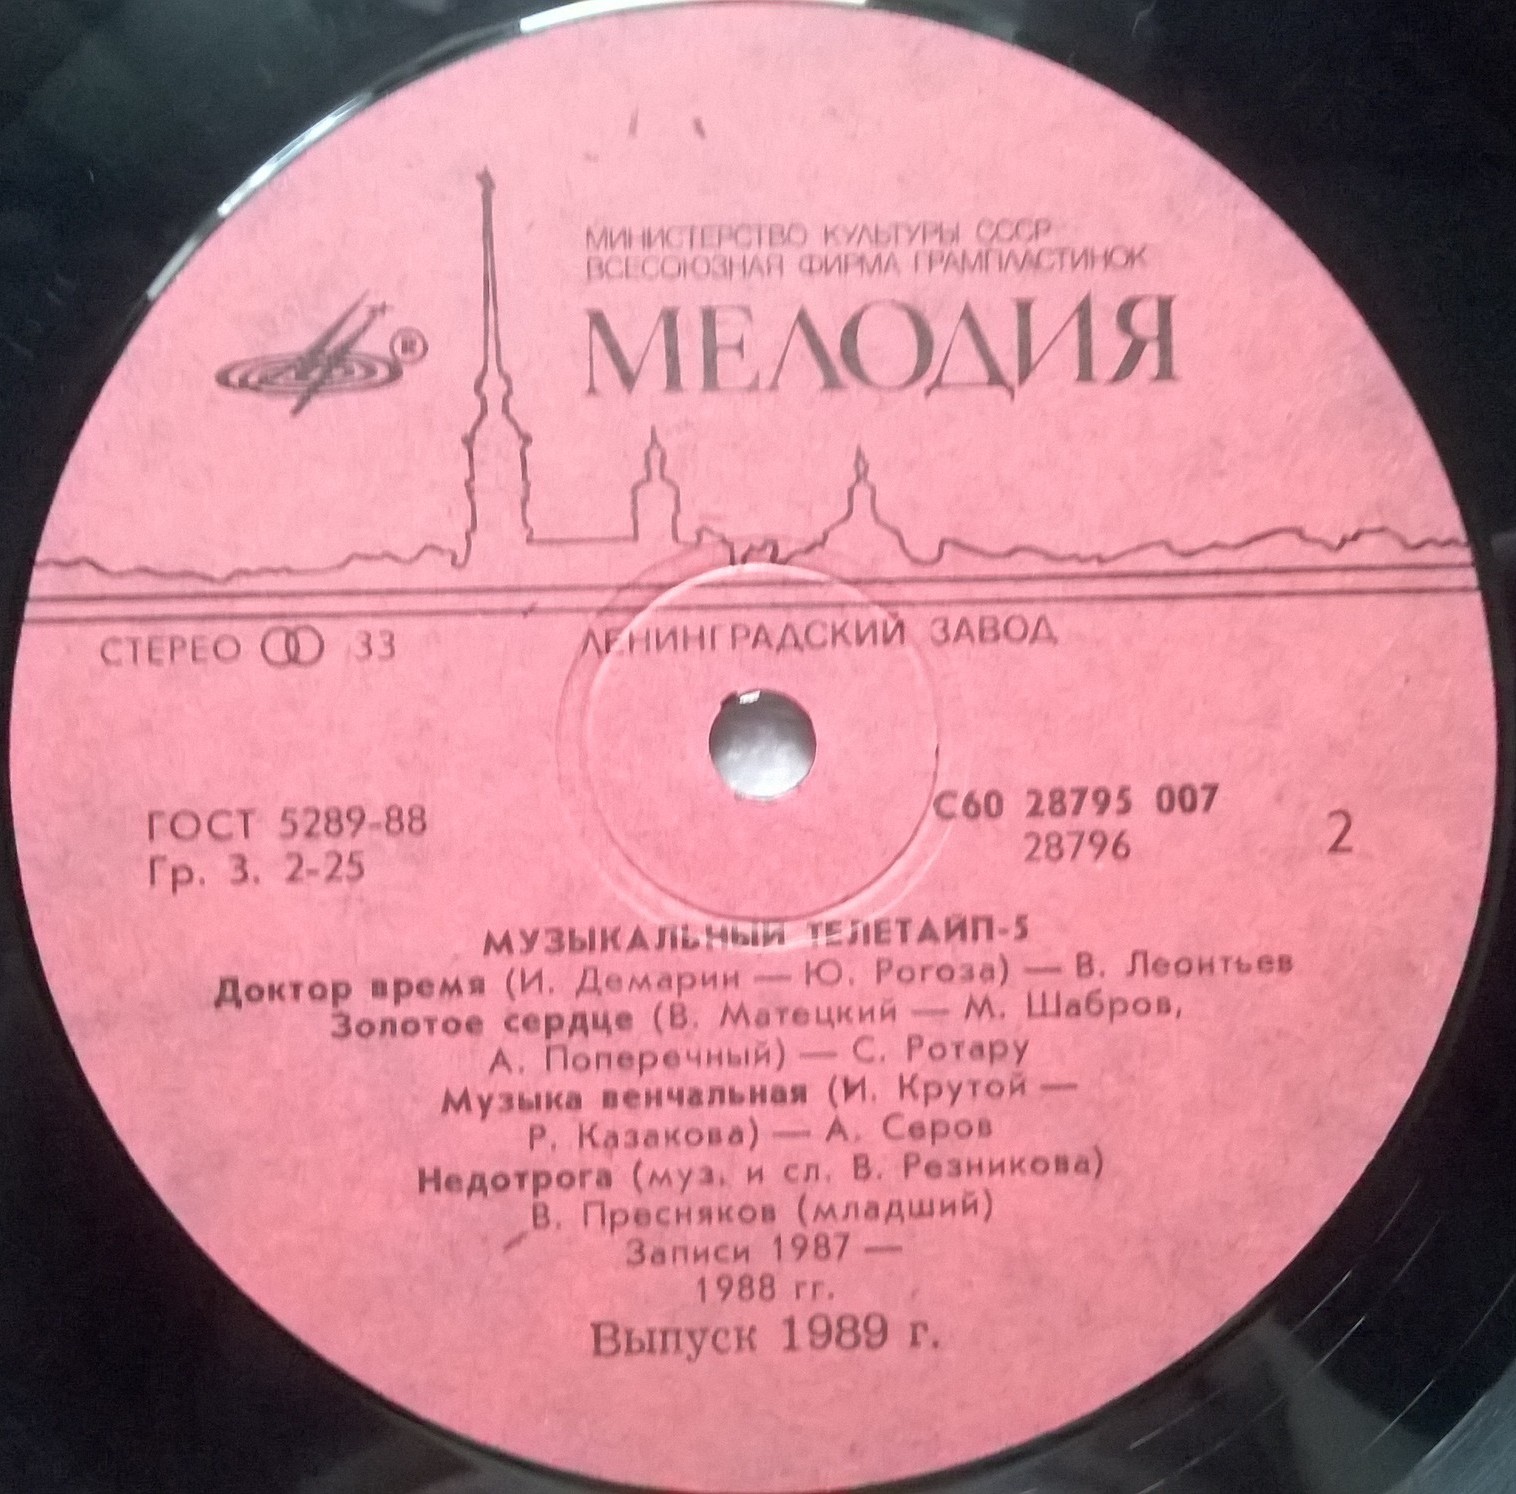 МИНИСТЕРСТВО КУЛЬТУРЫ СССР
ВСЕСОЮЗНАЯ ФИРМА ГРАМПЛАСТИНОК
МЕЛОДИЯ
®
СТЕРЕО 33
ЛЕНИНГРАДСКИЙ ЗАВОД
ГОСТ 5289-88
Гр. 3. 2-25
С60 28795 007
28796
2
МУЗЫКАЛЬНЫЙ ТЕЛЕТАЙП-5
Доктор время (И. Демарин — Ю. Рогоза) — В. Леонтьев
Золотое сердце (В. Матецкий — М. Шабров,
А. Поперечный) — С. Ротару
Музыка венчальная (И. Крутой —
Р. Казакова) — А. Серов
Недотрога (муз. и сл. В. Резникова)
В. Пресняков (младший)
Записи 1987 —
1988 гг.
Выпуск 1989 г.